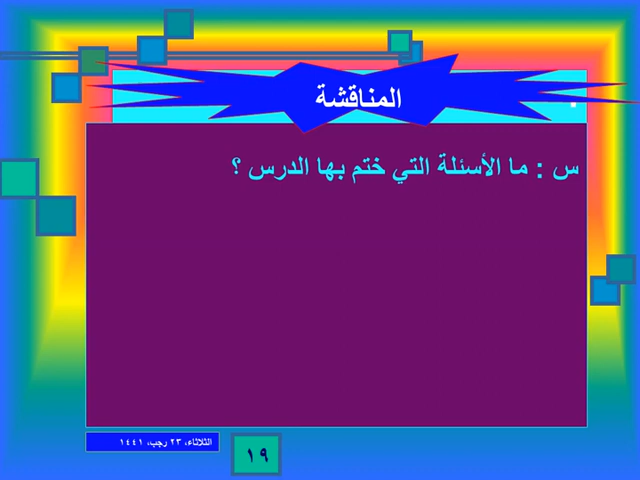 المناقشة
س : ما الأسئلة التي ختم بها الدرس ؟
الثلاثاء، ٢٣ رجب، ١٤٤١
١٩